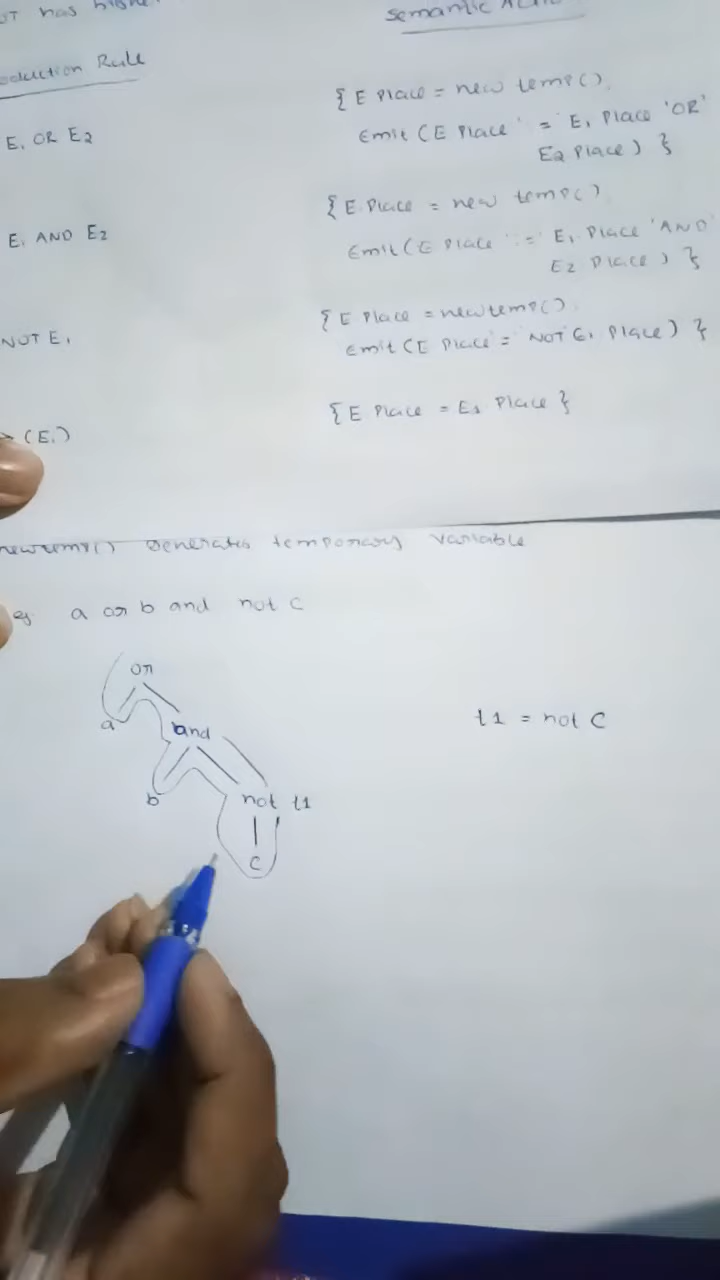 OT has highe
Semantic
oduction Rule
{E Place = new temp().
E1 OR E2
Emit (E Place ' = ' E1 Place 'OR'
E2 Place) }
{E Place = new temp()
E1 AND E2
Emit (E Place ' = ' E1 Place 'AND'
E2 Place) }
{E Place = newtemp().
NOT E1
Emit (E Place ' = ' NOT E1 Place) }
{E Place = E1 Place}
> (E1)
newtemp() Generates temporary variable
eg. a or b and not c
or
a and
b not t1
c
t1 = not c